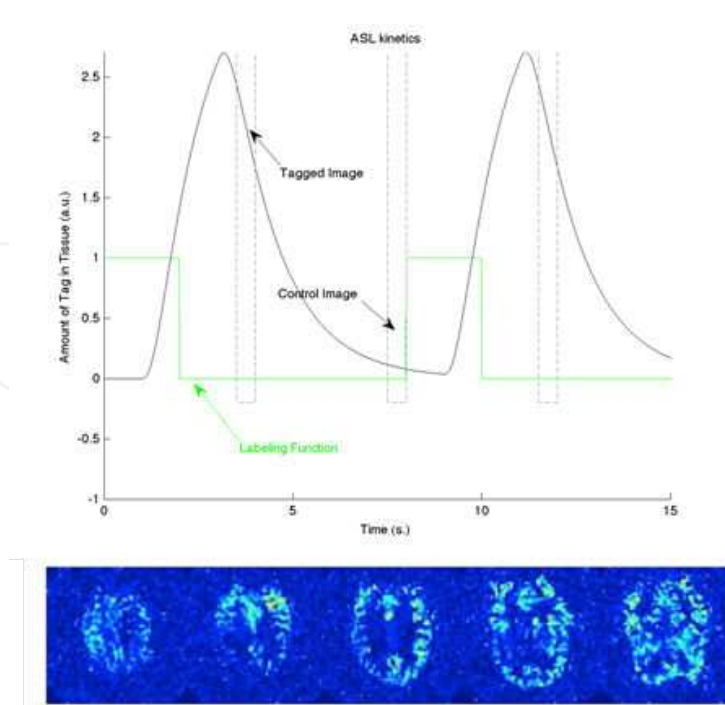 ASL kinetics
2.5
2
1.5
1
0.5
0
-0.5
-1
Amount of Tag in Tissue (a.u.)
Tagged Image
Control Image
Labeling Function
0
5
10
15
Time (s.)